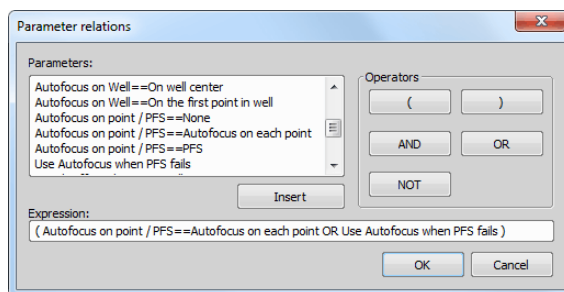 Parameter relations
Parameters:
Autofocus on Well==On well center
Autofocus on Well==On the first point in well
Autofocus on point / PFS==None
Autofocus on point / PFS==Autofocus on each point
Autofocus on point / PFS==PFS
Use Autofocus when PFS fails
Insert
Operators
( )
AND OR
NOT
Expression:
( Autofocus on point / PFS==Autofocus on each point OR Use Autofocus when PFS fails )
OK Cancel